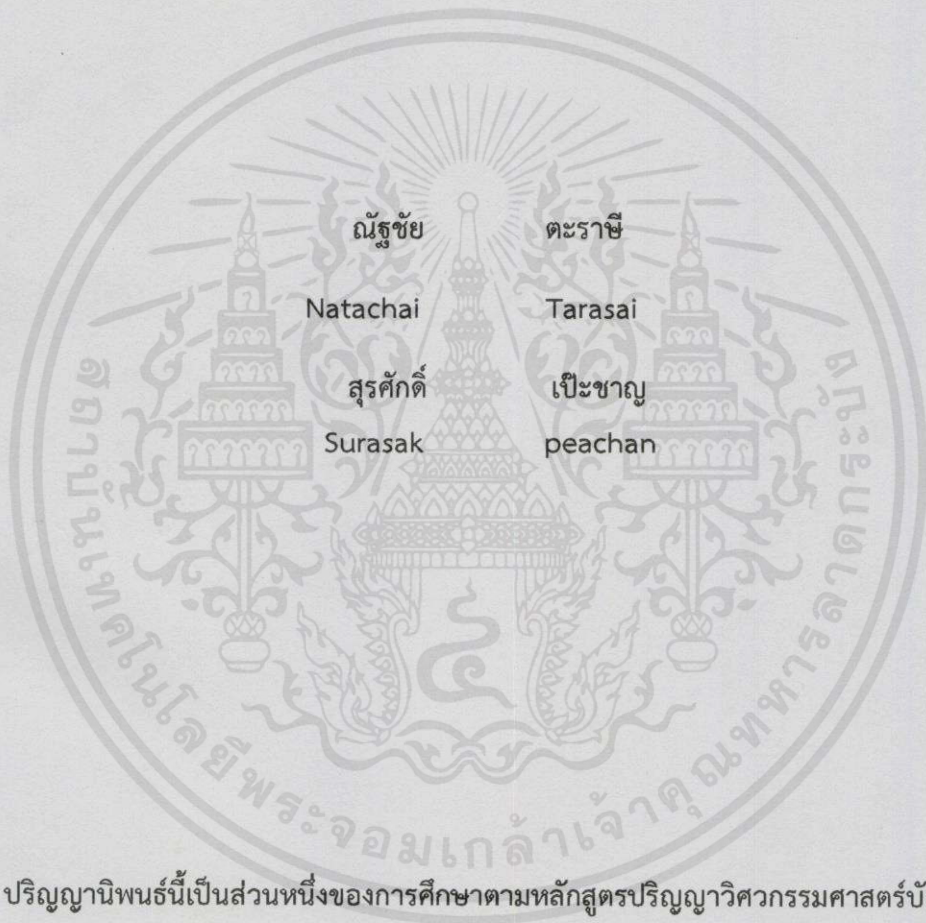 ณัฐชัย ตะราษี
Natachai Tarasai
สุรศักดิ์ เป๊ะชาญ
Surasak peachan
สถาบันเทคโนโลยีพระจอมเกล้าเจ้าคุณทหารลาดกระบัง
ปริญญานิพนธ์นี้เป็นส่วนหนึ่งของการศึกษาตามหลักสูตรปริญญาวิศวกรรมศาสตร์บั